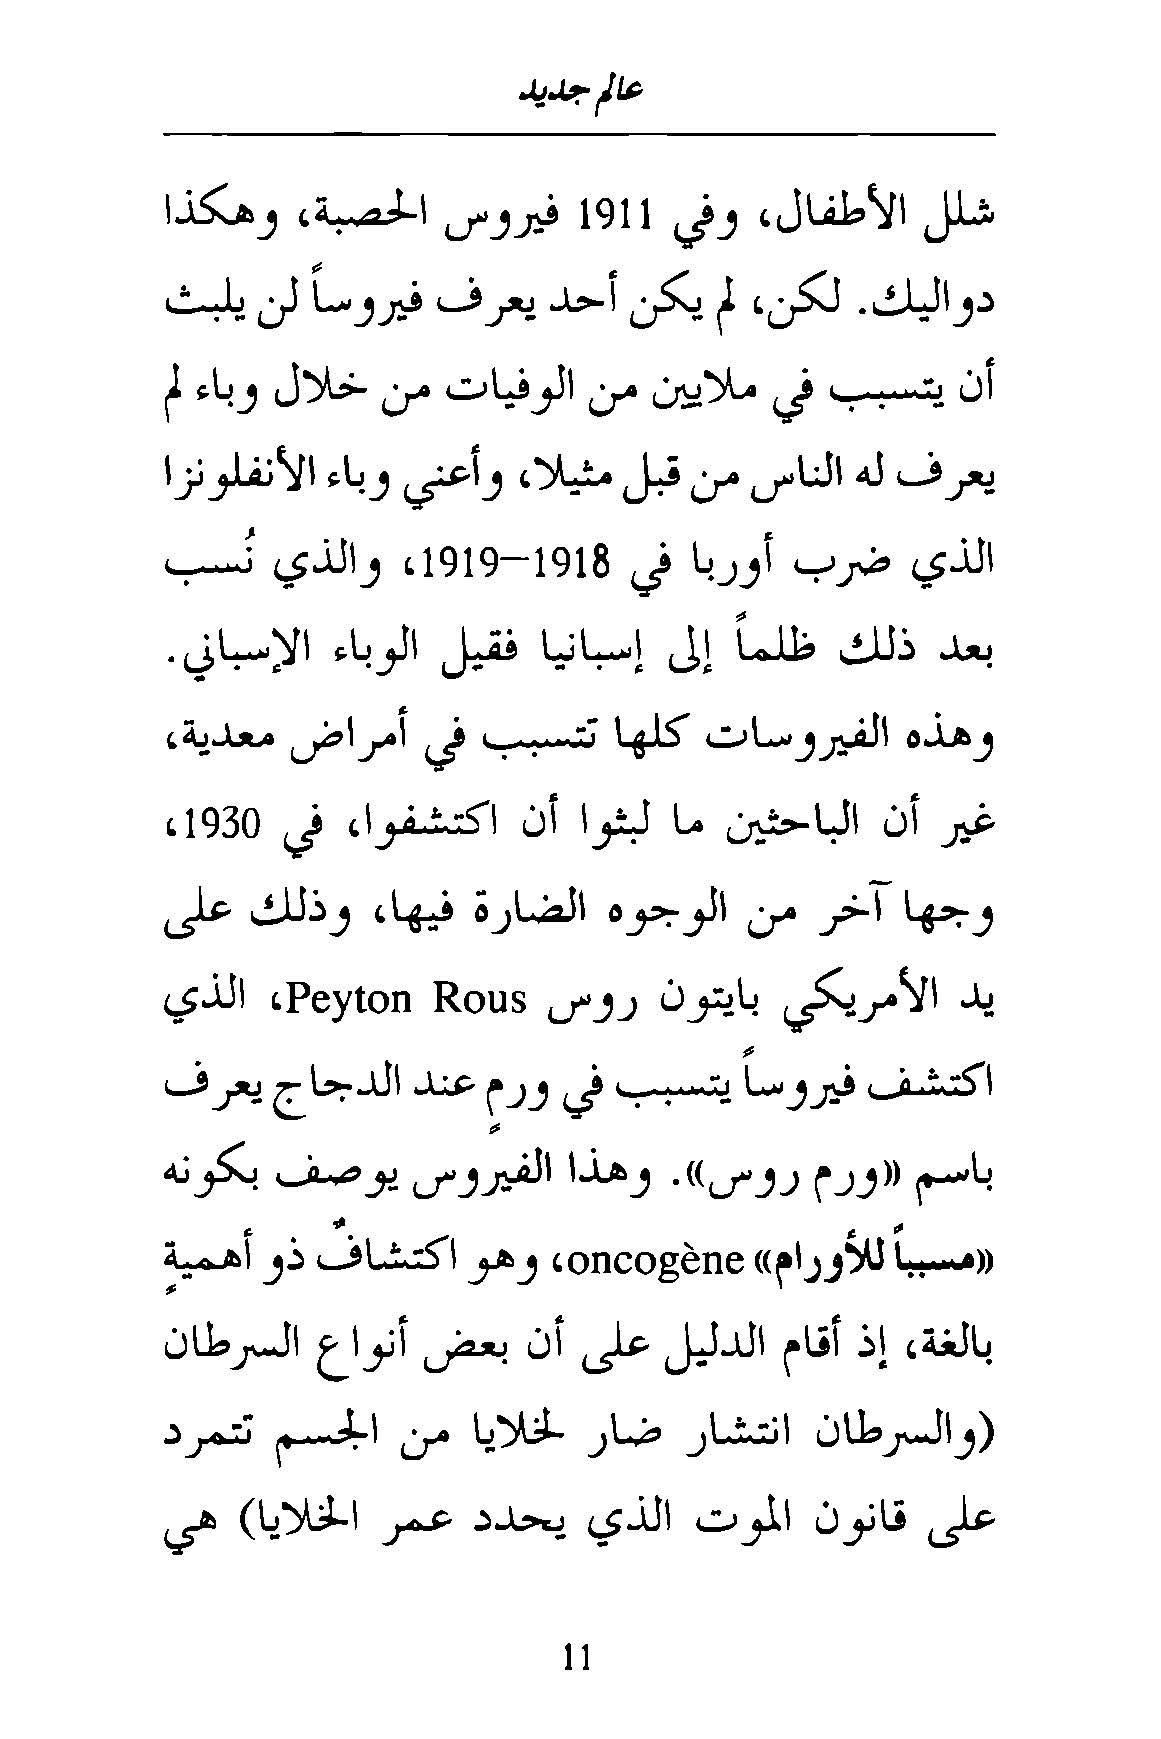 عالم جديد
شلل الأطفال، وفي 1911 فيروس الحصبة، وهكذا
دواليك. لكن، لم يكن أحد يعرف فيروساً لن يلبث
أن يتسبب في ملايين من الوفيات من خلال وباء لم
يعرف له الناس من قبل مثيلا، وأعني وباء الأنفلونزا
الذي ضرب أوربا في 1918–1919، والذي نُسب
بعد ذلك ظلماً إلى إسبانيا فقيل الوباء الإسباني.
وهذه الفيروسات كلها تتسبب في أمراض معدية،
غير أن الباحثين ما لبثوا أن اكتشفوا، في 1930،
وجها آخر من الوجوه الضارة فيها، وذلك على
يد الأمريكي بايتون روس Peyton Rous، الذي
اكتشف فيروساً يتسبب في ورمٍ عند الدجاج يعرف
باسم «ورم روس». وهذا الفيروس يوصف بكونه
«مسبباً للأورام» oncogène، وهو اكتشافٌ ذو أهميةٍ
بالغة، إذ أقام الدليل على أن بعض أنواع السرطان
(والسرطان انتشار ضار لخلايا من الجسم تتمرد
على قانون الموت الذي يحدد عمر الخلايا) هي
11